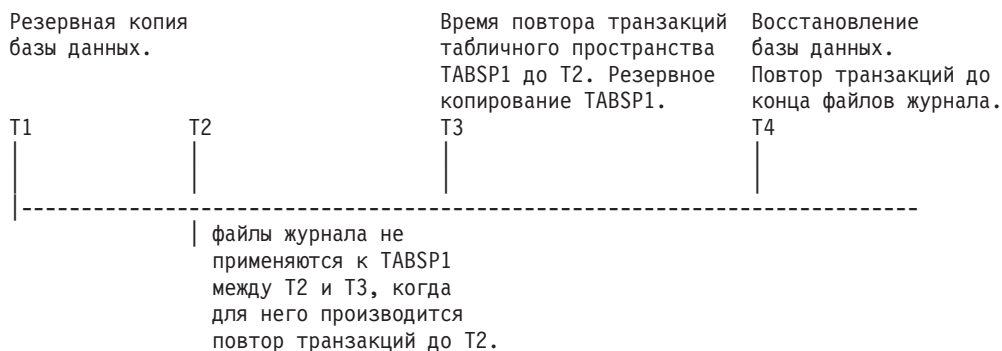 Резервная копия
базы данных.
Время повтора транзакций
табличного пространства
TABSP1 до T2. Резервное
копирование TABSP1.
Восстановление
базы данных.
Повтор транзакций до
конца файлов журнала.
T1 T2 T3 T4
файлы журнала не
применяются к TABSP1
между T2 и T3, когда
для него производится
повтор транзакций до T2.